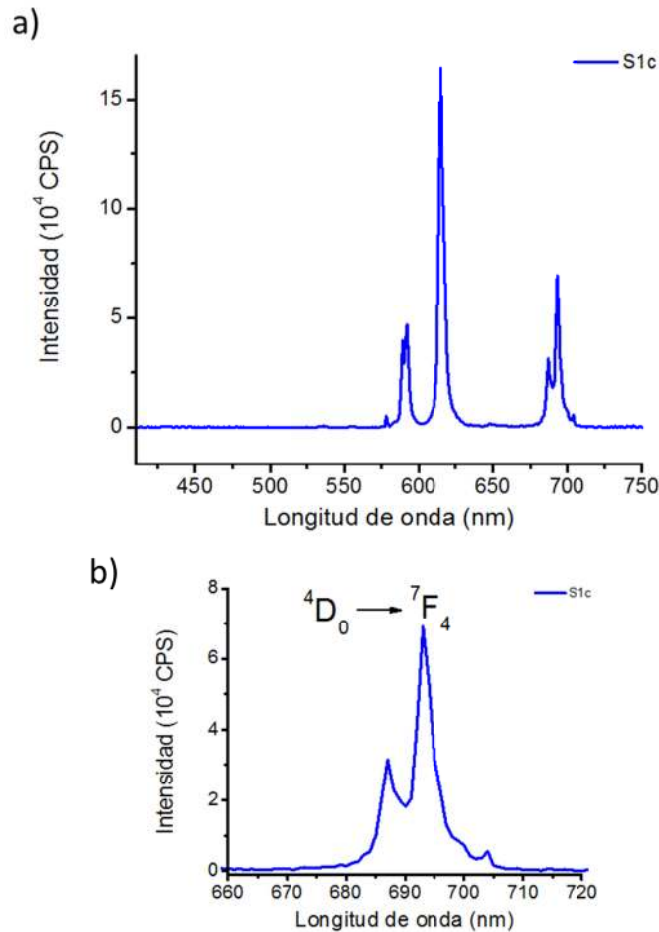 a)
S1c
15
10
5
0
Intensidad (10⁴ CPS)
450 500 550 600 650 700 750
Longitud de onda (nm)
b)
⁴D₀ → ⁷F₄
S1c
8
6
4
2
0
Intensidad (10⁴ CPS)
660 670 680 690 700 710 720
Longitud de onda (nm)